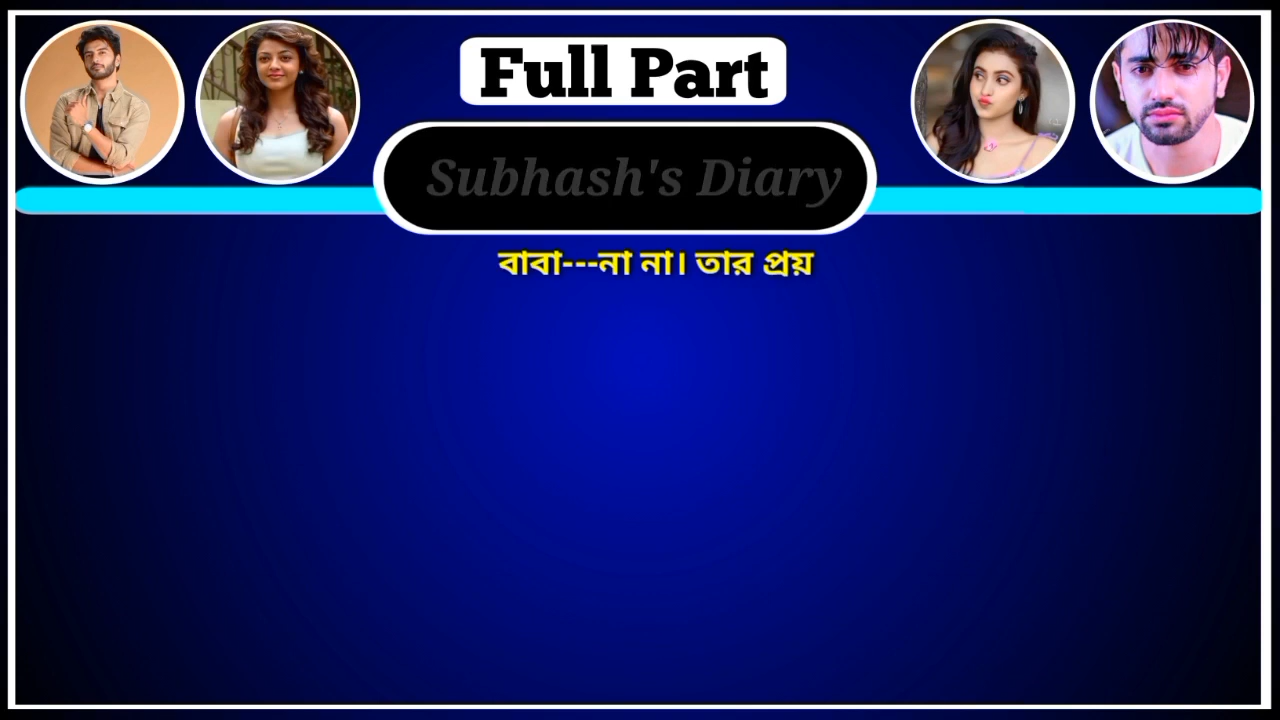 Full Part
Subhash's Diary
বাবা---না না। তার প্রয়